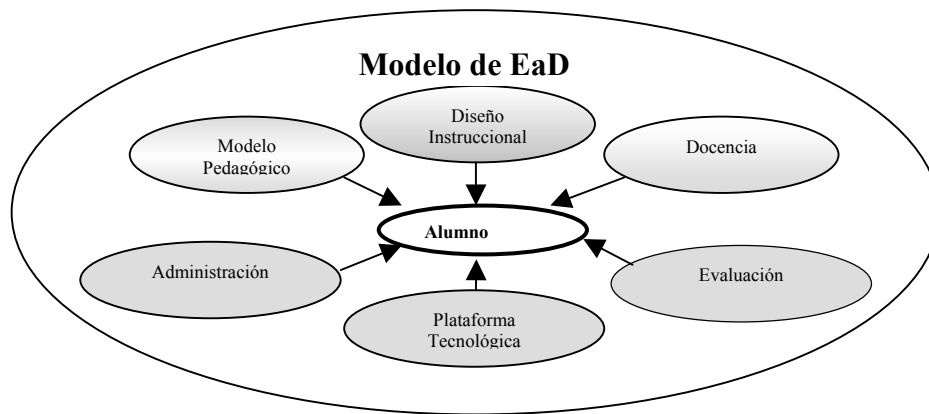 Modelo de EaD
Diseño
Instruccional
Modelo
Pedagógico
Docencia
Alumno
Administración
Evaluación
Plataforma
Tecnológica